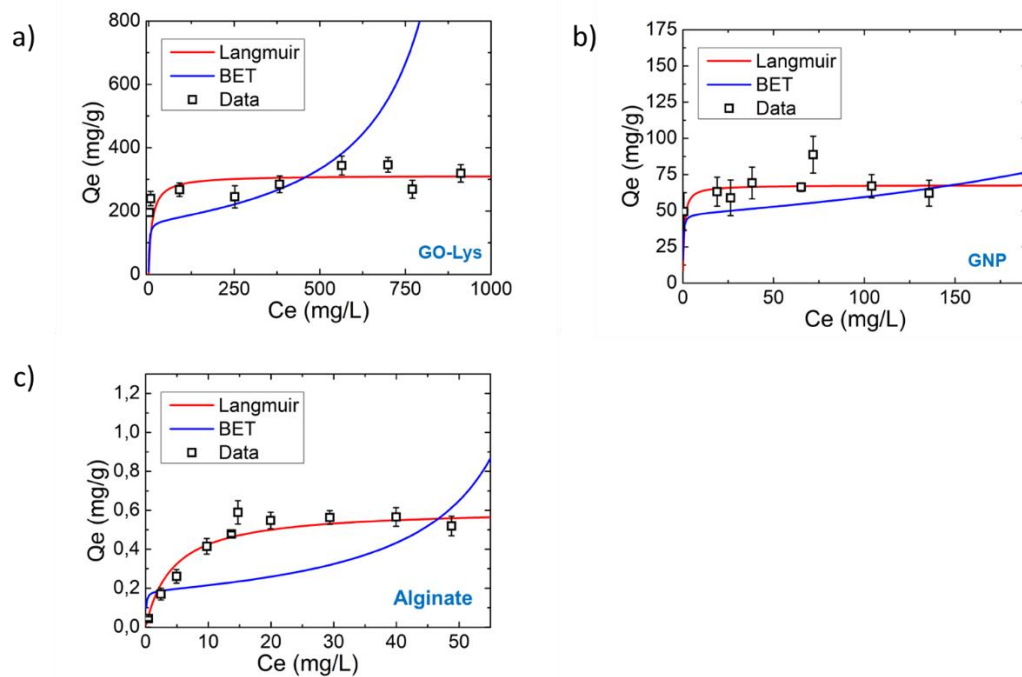 a)
Qe (mg/g)
800
600
400
200
0
Langmuir
BET
Data
GO-Lys
0 250 500 750 1000
Ce (mg/L)
b)
Qe (mg/g)
175
150
125
100
75
50
25
0
Langmuir
BET
Data
GNP
0 50 100 150
Ce (mg/L)
c)
Qe (mg/g)
1,2
1,0
0,8
0,6
0,4
0,2
0,0
Langmuir
BET
Data
Alginate
0 10 20 30 40 50
Ce (mg/L)